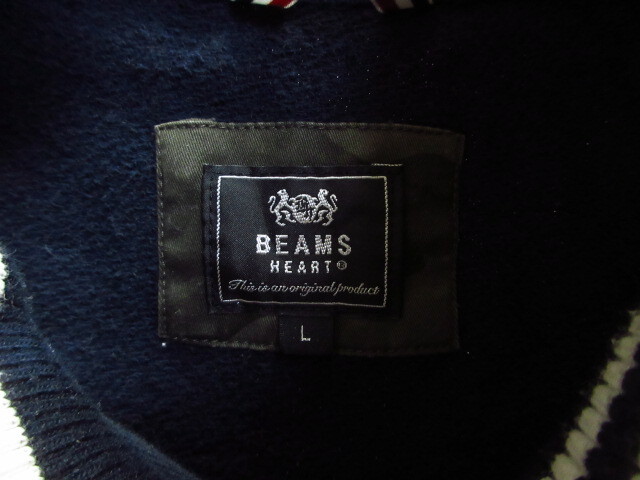 BEAMS
HEART®
This is an original product
L